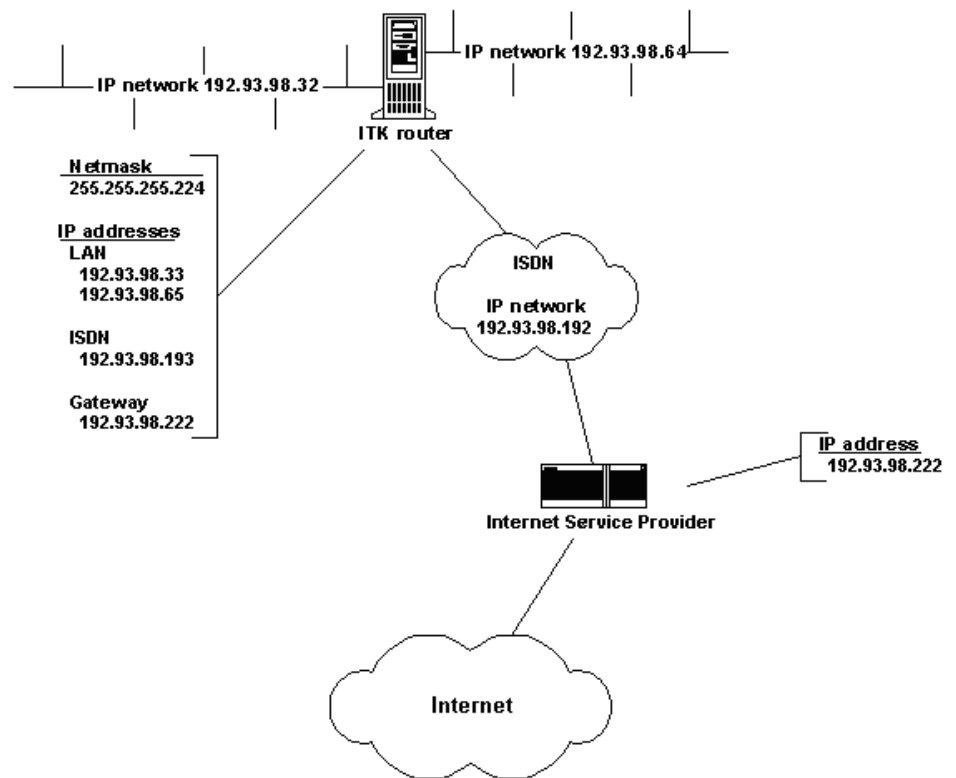 IP network 192.93.98.64
IP network 192.93.98.32
ITK router
Netmask
255.255.255.224
IP addresses
LAN
192.93.98.33
192.93.98.65
ISDN
192.93.98.193
Gateway
192.93.98.222
ISDN
IP network
192.93.98.192
IP address
192.93.98.222
Internet Service Provider
Internet